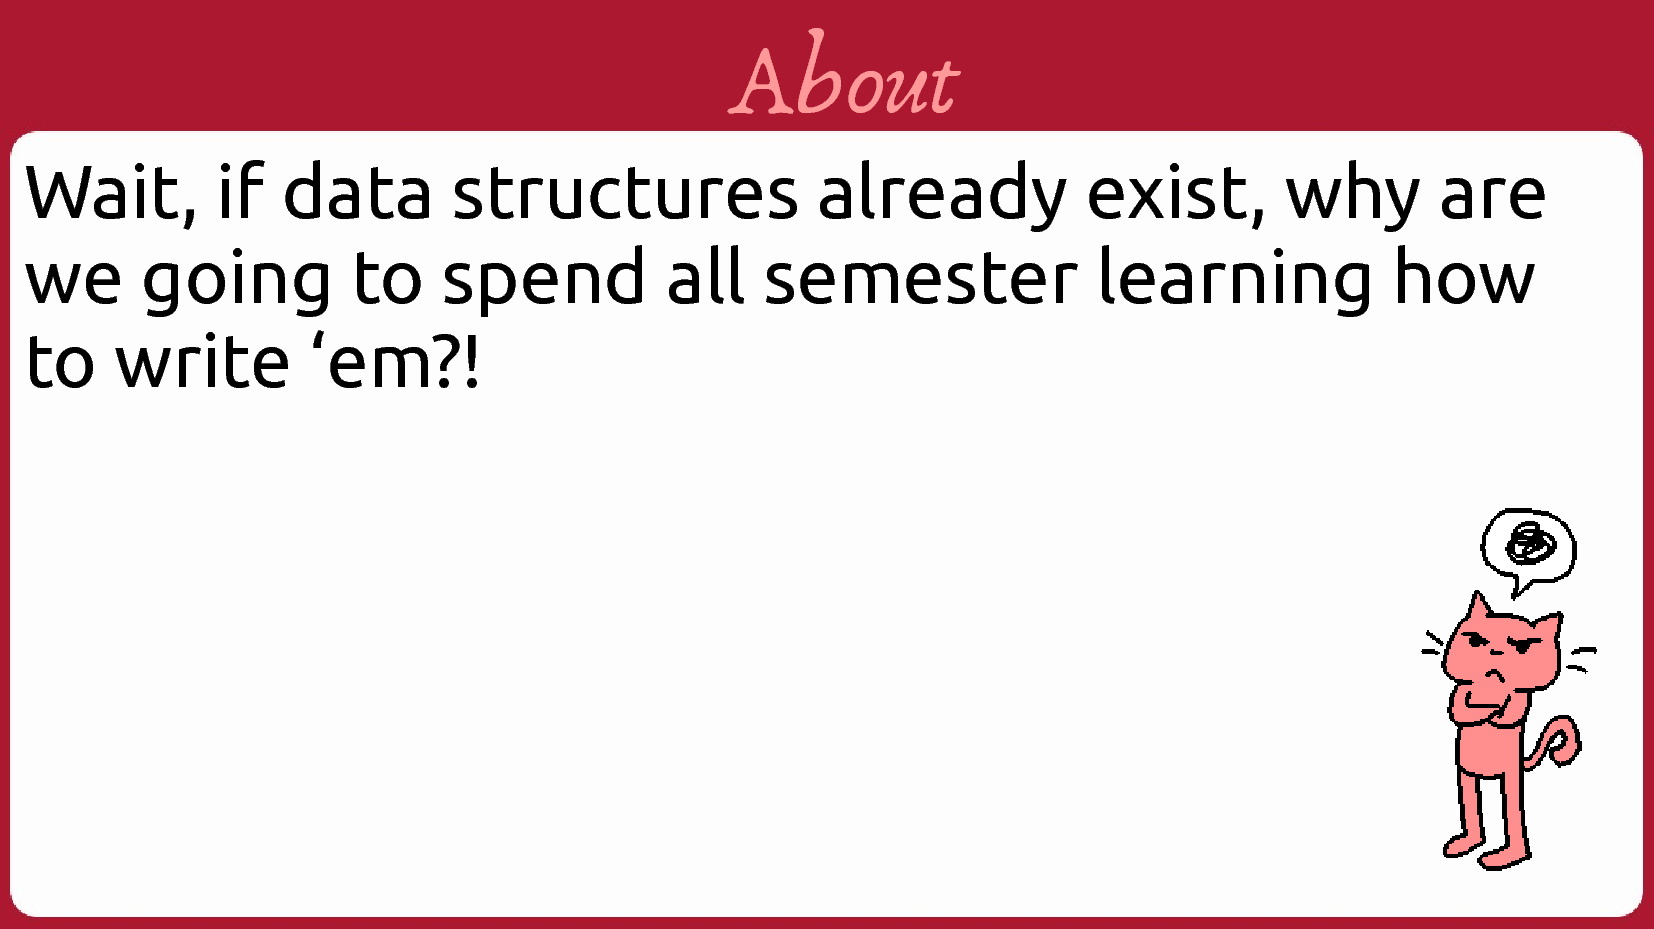 About
Wait, if data structures already exist, why are
we going to spend all semester learning how
to write ‘em?!